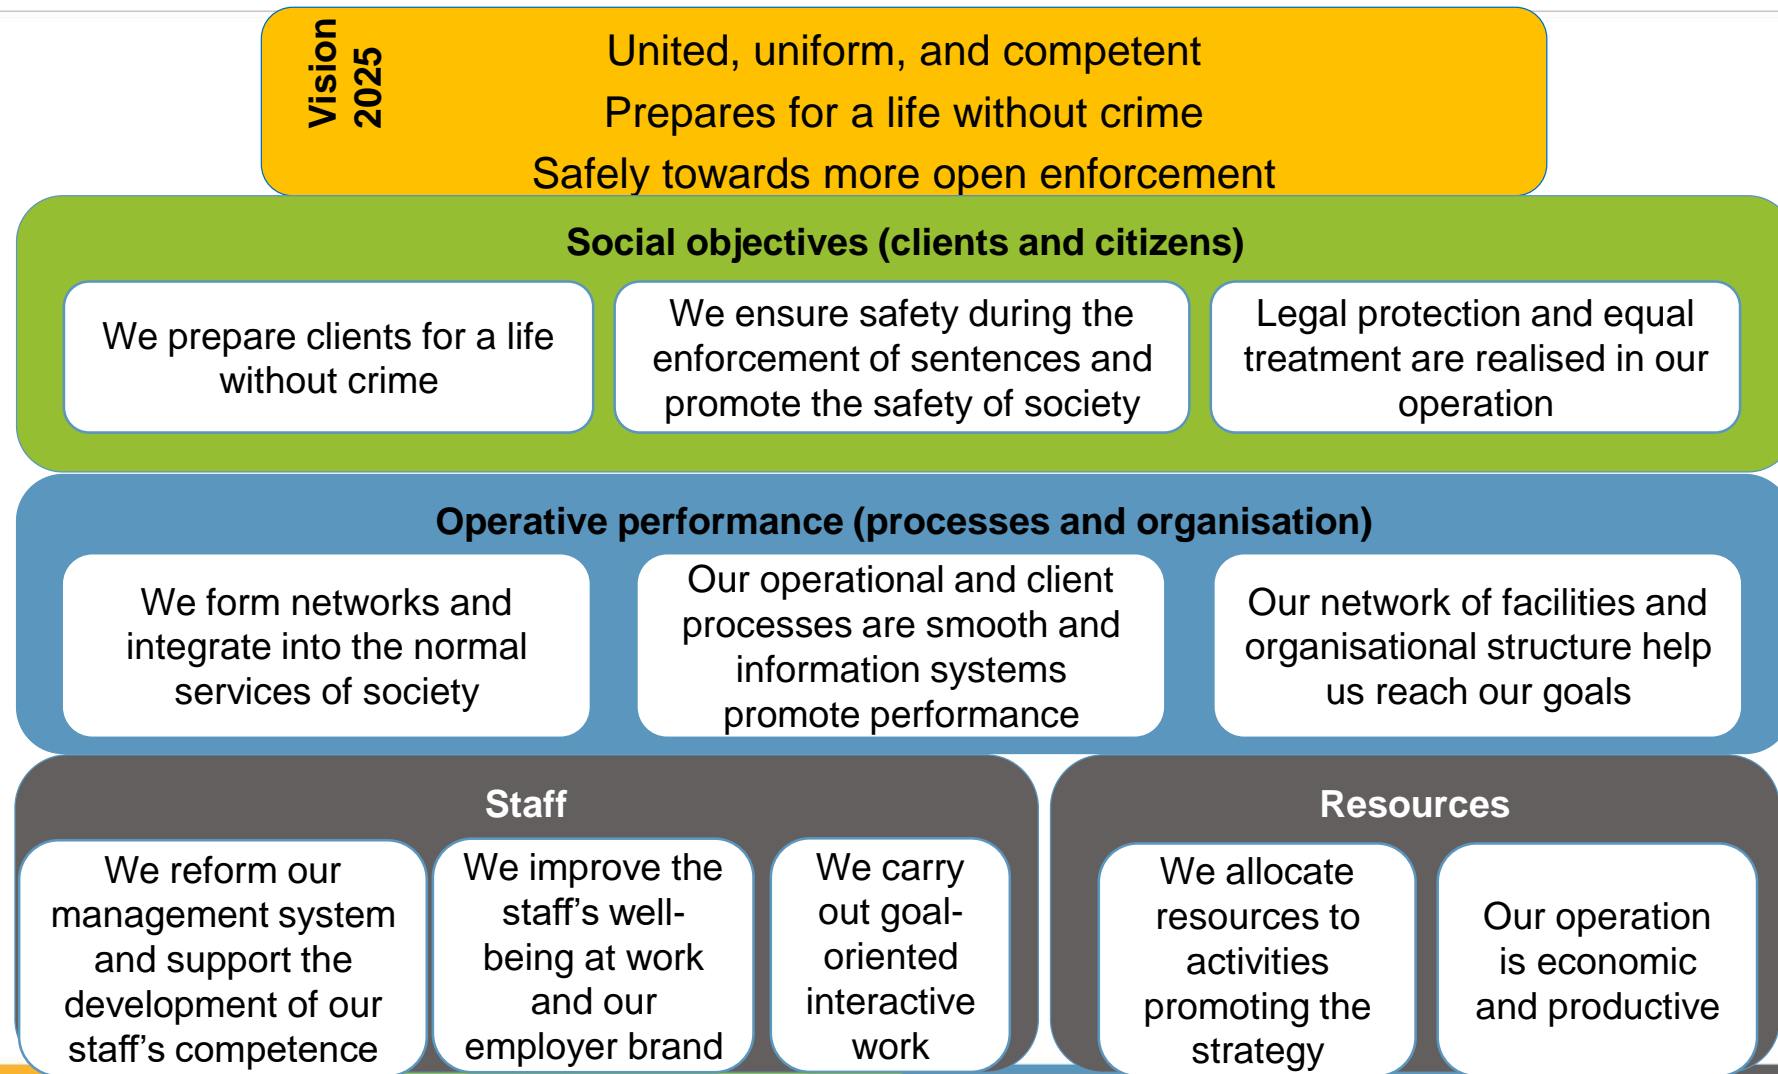 Vision
2025
United, uniform, and competent
Prepares for a life without crime
Safely towards more open enforcement
Social objectives (clients and citizens)
We prepare clients for a life
without crime
We ensure safety during the
enforcement of sentences and
promote the safety of society
Legal protection and equal
treatment are realised in our
operation
Operative performance (processes and organisation)
We form networks and
integrate into the normal
services of society
Our operational and client
processes are smooth and
information systems
promote performance
Our network of facilities and
organisational structure help
us reach our goals
Staff
We reform our
management system
and support the
development of our
staff’s competence
We improve the
staff’s well-
being at work
and our
employer brand
We carry
out goal-
oriented
interactive
work
Resources
We allocate
resources to
activities
promoting the
strategy
Our operation
is economic
and productive